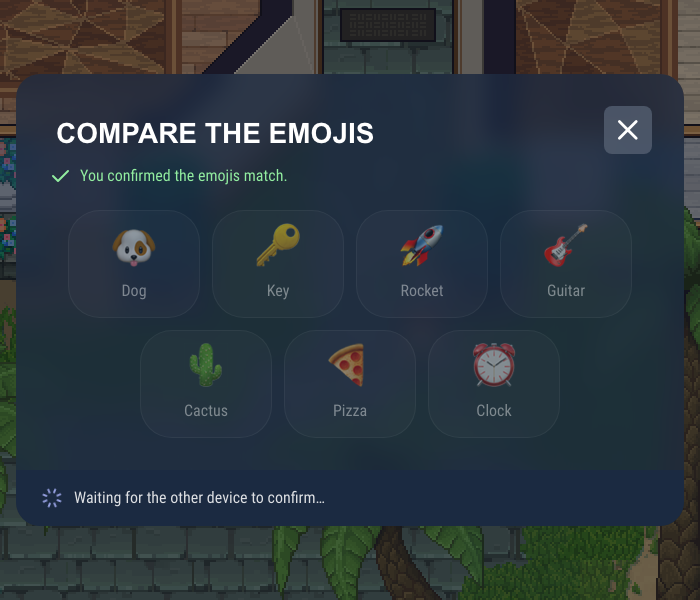 COMPARE THE EMOJIS
You confirmed the emojis match.
Dog
Key
Rocket
Guitar
Cactus
Pizza
Clock
Waiting for the other device to confirm…